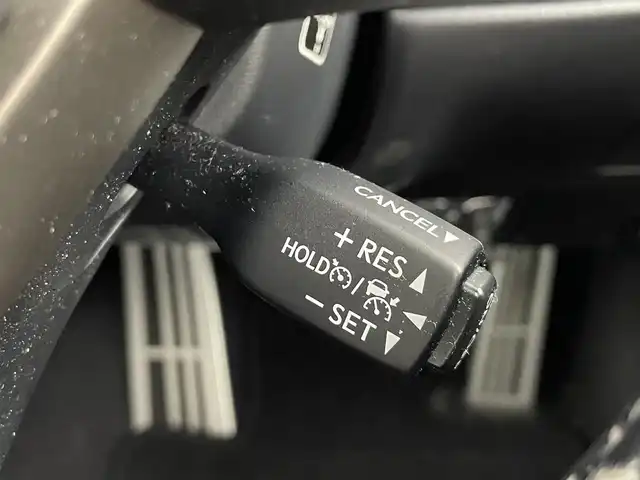 CANCEL
+ RES
HOLD /
− SET